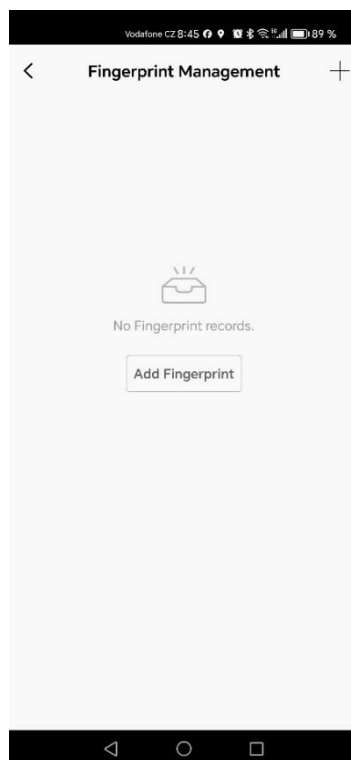 Vodafone CZ 8:45 89 %
Fingerprint Management
No Fingerprint records.
Add Fingerprint